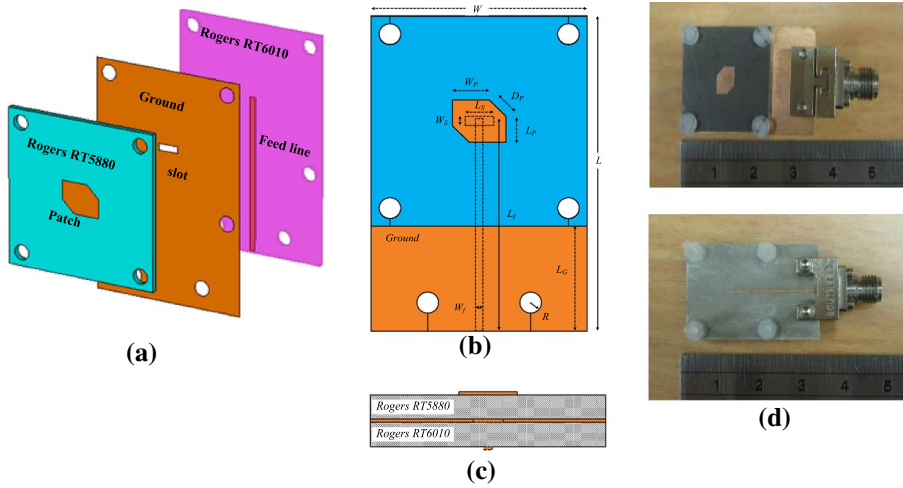 Rogers RT6010
Ground
Feed line
Rogers RT5880
slot
Patch
(a)
W
W_P
D_P
L_S
W_S
L_P
L
L_f
Ground
L_G
W_f
R
(b)
Rogers RT5880
Rogers RT6010
(c)
1 2 3 4 5
1 2 3 4 5
(d)